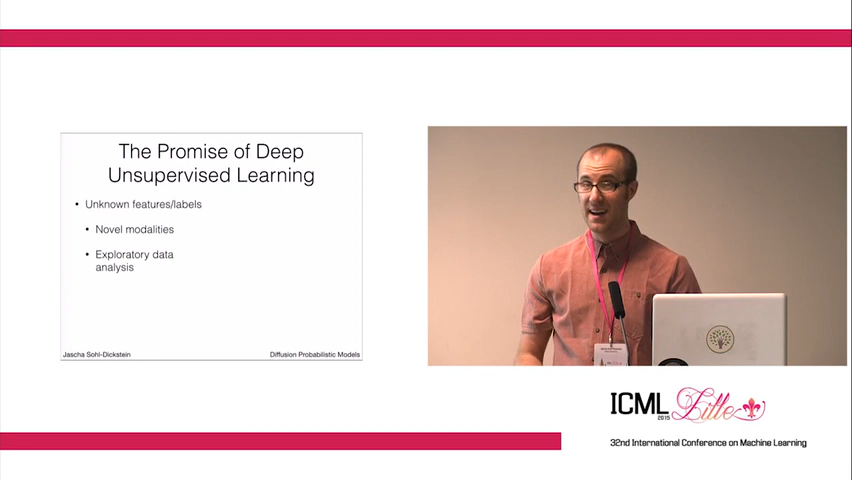 The Promise of Deep
Unsupervised Learning
• Unknown features/labels
• Novel modalities
• Exploratory data
analysis
Jascha Sohl-Dickstein
Diffusion Probabilistic Models
ICML
2015
Lille
32nd International Conference on Machine Learning